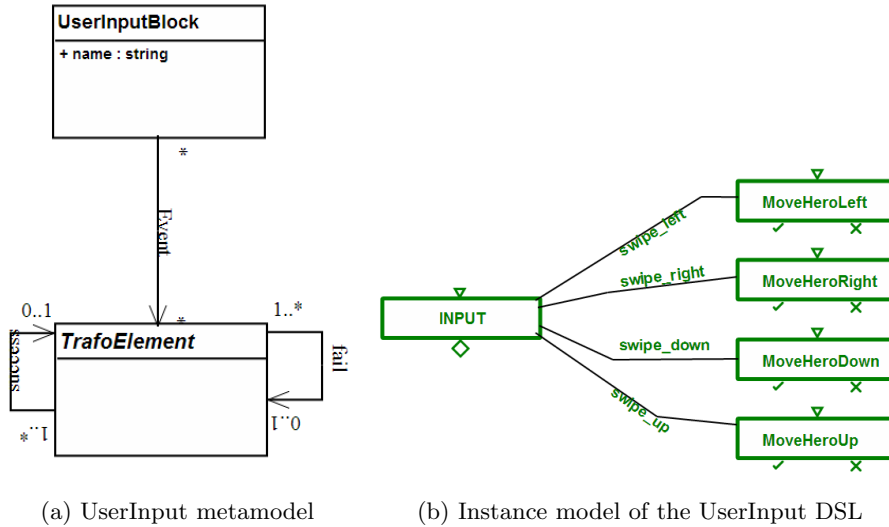 UserInputBlock
+ name : string
*
Event
*
0..1
1..*
TrafoElement
success
fail
1..*
0..1
INPUT
swipe_left
swipe_right
swipe_down
swipe_up
MoveHeroLeft
MoveHeroRight
MoveHeroDown
MoveHeroUp
(a) UserInput metamodel
(b) Instance model of the UserInput DSL